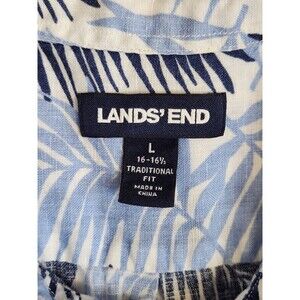 LANDS' END
L
16-16½
TRADITIONAL
FIT
MADE IN
CHINA